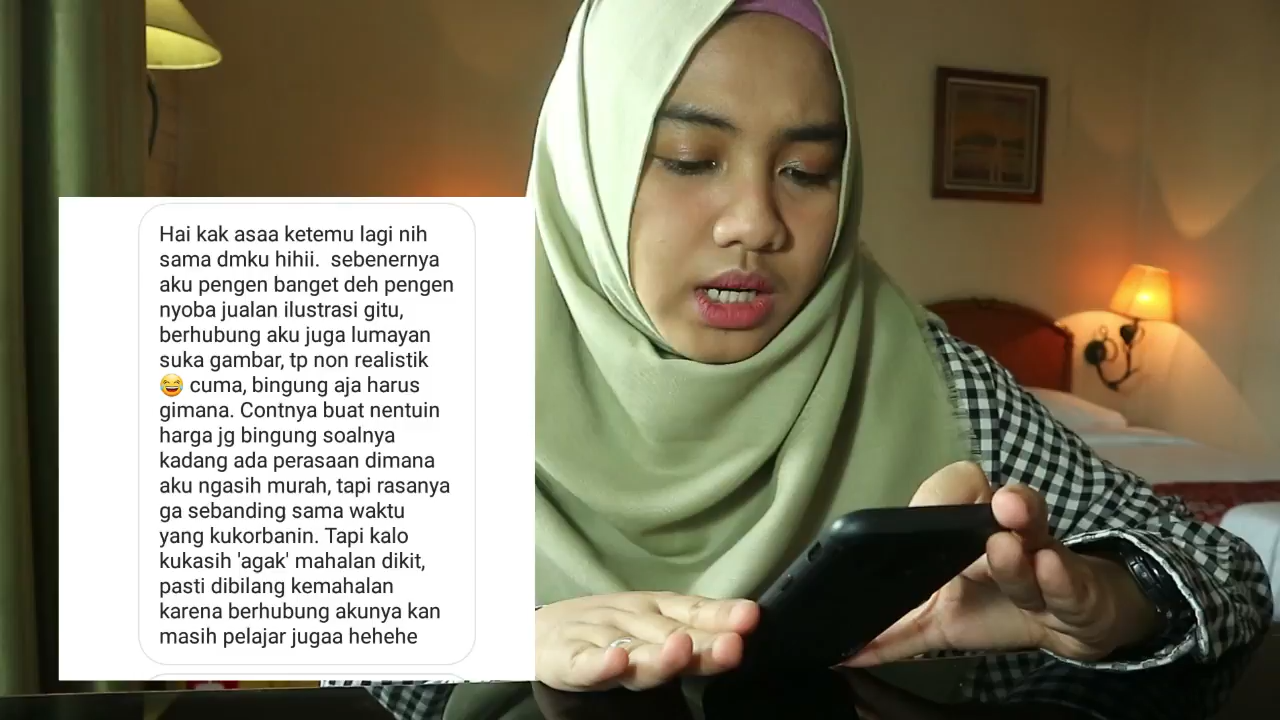 Hai kak asaa ketemu lagi nih
sama dmku hihii.  sebenernya
aku pengen banget deh pengen
nyoba jualan ilustrasi gitu,
berhubung aku juga lumayan
suka gambar, tp non realistik
😅 cuma, bingung aja harus
gimana. Contnya buat nentuin
harga jg bingung soalnya
kadang ada perasaan dimana
aku ngasih murah, tapi rasanya
ga sebanding sama waktu
yang kukorbanin. Tapi kalo
kukasih 'agak' mahalan dikit,
pasti dibilang kemahalan
karena berhubung akunya kan
masih pelajar jugaa hehehe